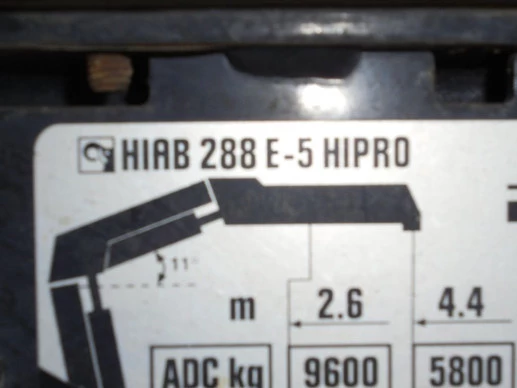 HIAB 288 E-5 HIPRO
11°
m 2.6 4.4
ADC kg 9600 5800